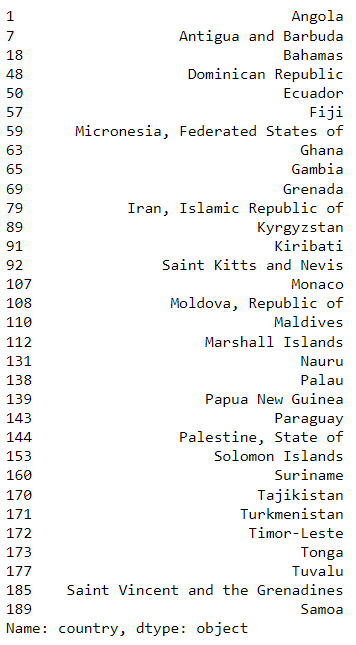 1 Angola
7 Antigua and Barbuda
18 Bahamas
48 Dominican Republic
50 Ecuador
57 Fiji
59 Micronesia, Federated States of
63 Ghana
65 Gambia
69 Grenada
79 Iran, Islamic Republic of
89 Kyrgyzstan
91 Kiribati
92 Saint Kitts and Nevis
107 Monaco
108 Moldova, Republic of
110 Maldives
112 Marshall Islands
131 Nauru
138 Palau
139 Papua New Guinea
143 Paraguay
144 Palestine, State of
153 Solomon Islands
160 Suriname
170 Tajikistan
171 Turkmenistan
172 Timor-Leste
173 Tonga
177 Tuvalu
185 Saint Vincent and the Grenadines
189 Samoa
Name: country, dtype: object